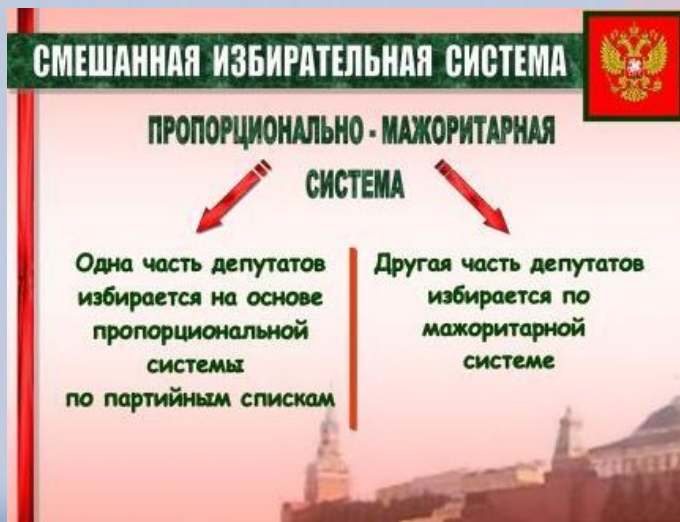 СМЕШАННАЯ ИЗБИРАТЕЛЬНАЯ СИСТЕМА
ПРОПОРЦИОНАЛЬНО - МАЖОРИТАРНАЯ
СИСТЕМА
Одна часть депутатов
избирается на основе
пропорциональной
системы
по партийным спискам
Другая часть депутатов
избирается по
мажоритарной
системе